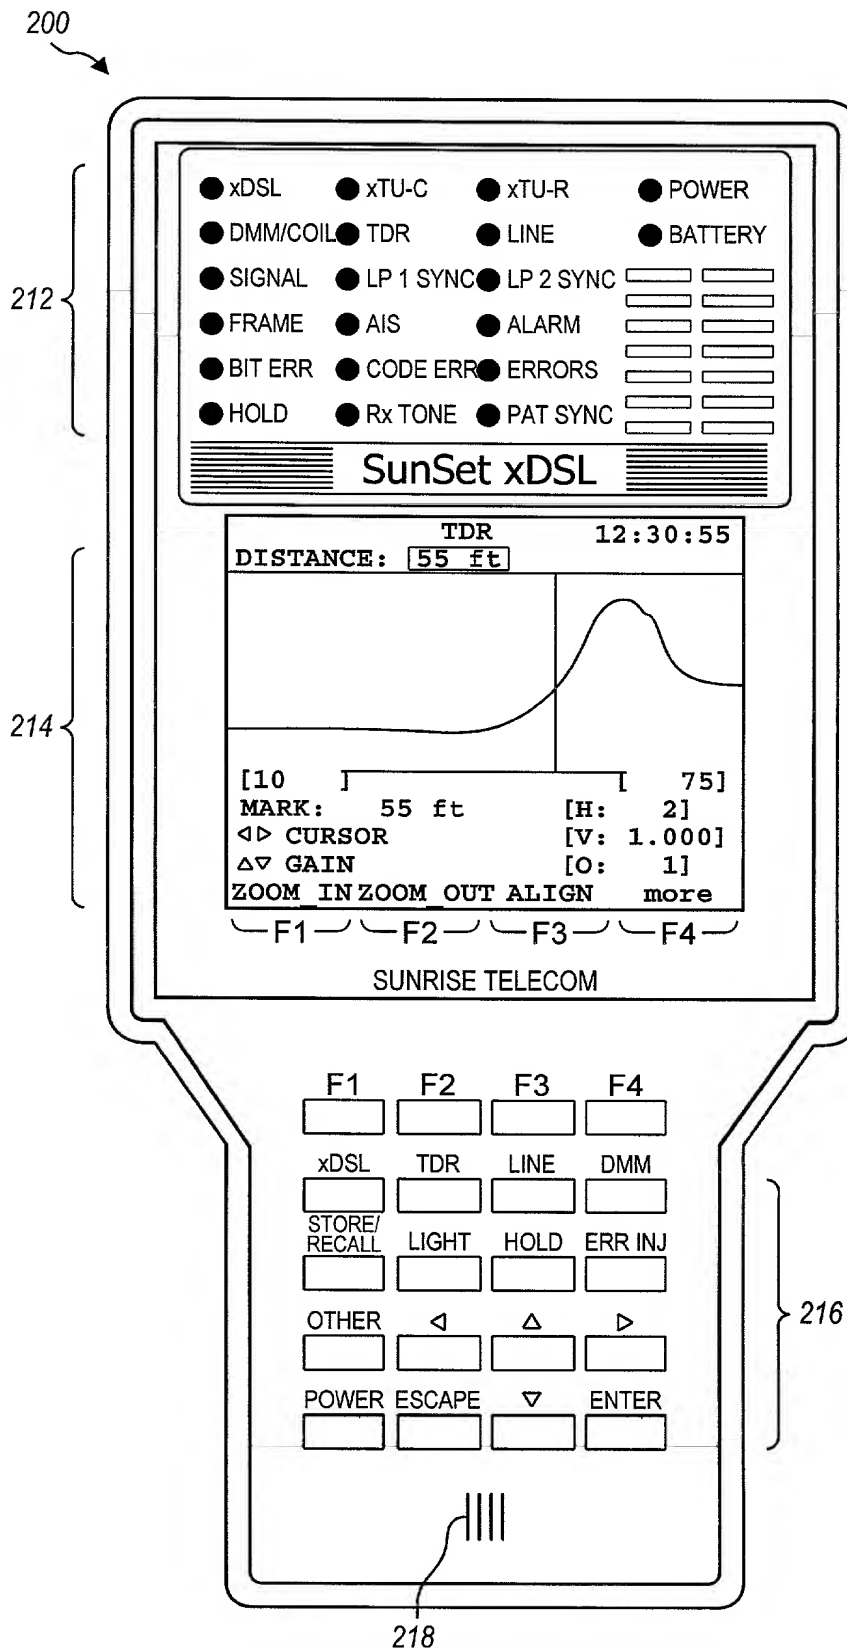 200
● xDSL ● xTU-C ● xTU-R ● POWER
● DMM/COIL ● TDR ● LINE ● BATTERY
212
● SIGNAL ● LP 1 SYNC ● LP 2 SYNC
● FRAME ● AIS ● ALARM
● BIT ERR ● CODE ERR ● ERRORS
● HOLD ● Rx TONE ● PAT SYNC
SunSet xDSL
TDR 12:30:55
DISTANCE: 55 ft
214
[10 ] [ 75]
MARK: 55 ft [H: 2]
◁▷ CURSOR [V: 1.000]
△▽ GAIN [O: 1]
ZOOM_IN ZOOM_OUT ALIGN more
F1 F2 F3 F4
SUNRISE TELECOM
F1 F2 F3 F4
xDSL TDR LINE DMM
STORE/
RECALL LIGHT HOLD ERR INJ
216
OTHER ◁ △ ▷
POWER ESCAPE ▽ ENTER
218